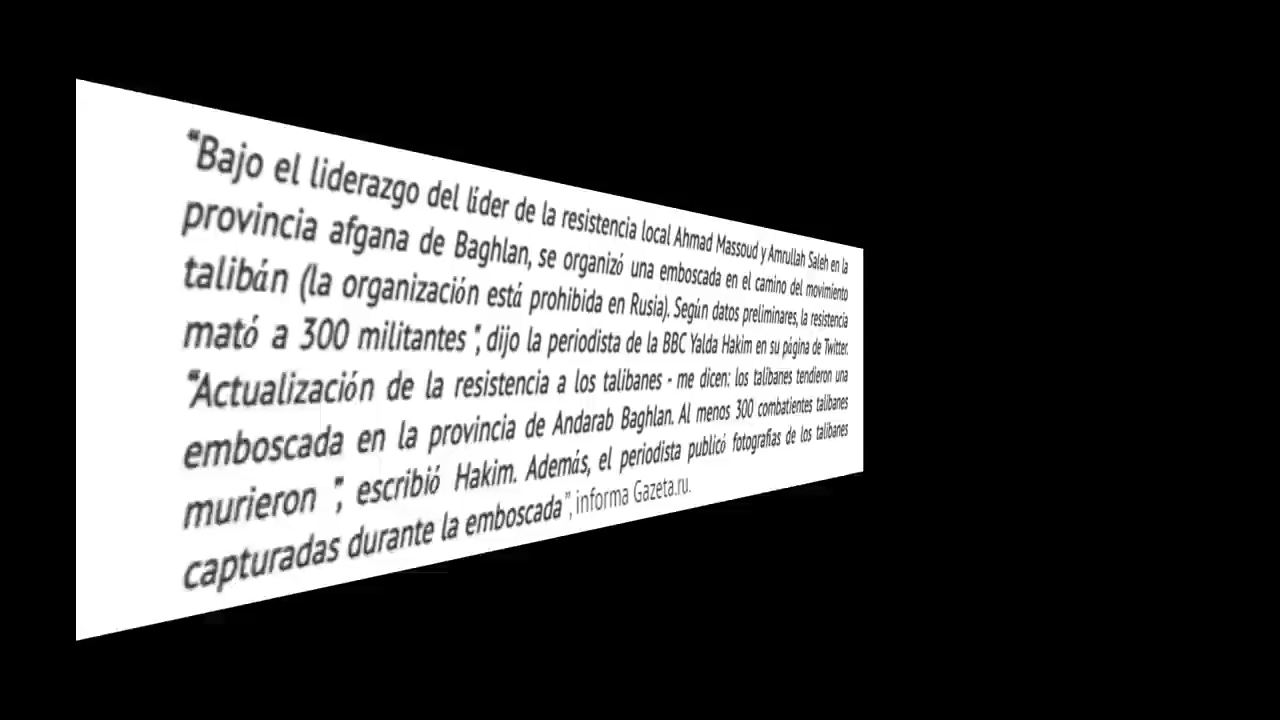 “Bajo el liderazgo del líder de la resistencia local Ahmad Massoud y Amrullah Saleh en la
provincia afgana de Baghlan, se organizó una emboscada en el camino del movimiento
talibán (la organización está prohibida en Rusia). Según datos preliminares, la resistencia
mató a 300 militantes ", dijo la periodista de la BBC Yalda Hakim en su página de Twitter.
“Actualización de la resistencia a los talibanes - me dicen: los talibanes tendieron una
emboscada en la provincia de Andarab Baghlan. Al menos 300 combatientes talibanes
murieron ", escribió Hakim. Además, el periodista publicó fotografías de los talibanes
capturadas durante la emboscada”, informa Gazeta.ru.